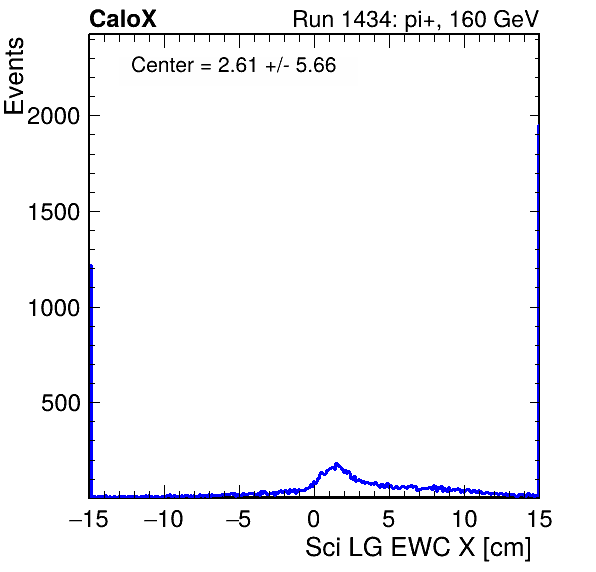 CaloX Run 1434: pi+, 160 GeV
Center = 2.61 +/- 5.66
Events
2000
1500
1000
500
−15 −10 −5 0 5 10 15
Sci LG EWC X [cm]